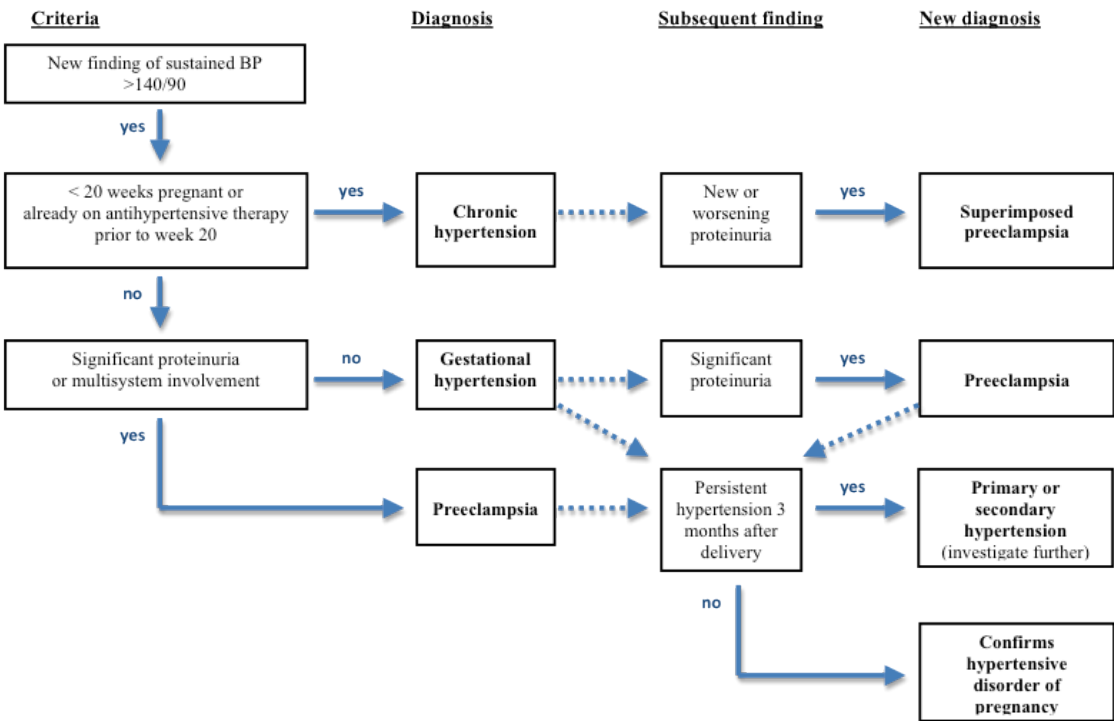 Criteria
Diagnosis
Subsequent finding
New diagnosis
New finding of sustained BP
>140/90
yes
< 20 weeks pregnant or
already on antihypertensive therapy
prior to week 20
yes
Chronic
hypertension
New or
worsening
proteinuria
yes
Superimposed
preeclampsia
no
Significant proteinuria
or multisystem involvement
no
Gestational
hypertension
Significant
proteinuria
yes
Preeclampsia
yes
Preeclampsia
Persistent
hypertension 3
months after
delivery
yes
Primary or
secondary
hypertension
(investigate further)
no
Confirms
hypertensive
disorder of
pregnancy